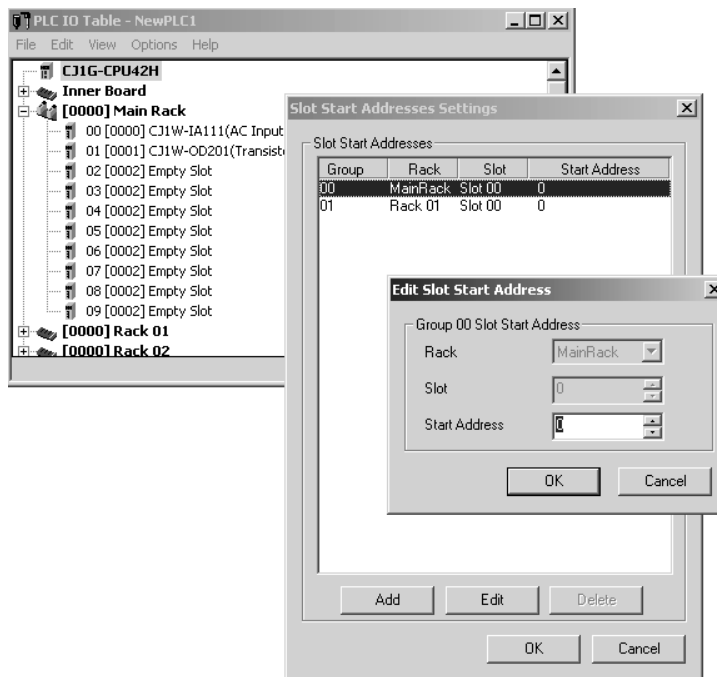 PLC IO Table - NewPLC1
File Edit View Options Help
CJ1G-CPU42H
Inner Board
[0000] Main Rack
00 [0000] CJ1W-IA111(AC Input
01 [0001] CJ1W-OD201(Transist
02 [0002] Empty Slot
03 [0002] Empty Slot
04 [0002] Empty Slot
05 [0002] Empty Slot
06 [0002] Empty Slot
07 [0002] Empty Slot
08 [0002] Empty Slot
09 [0002] Empty Slot
[0000] Rack 01
[0000] Rack 02
Slot Start Addresses Settings
Slot Start Addresses
Group Rack Slot Start Address
00 MainRack Slot 00 0
01 Rack 01 Slot 00 0
Edit Slot Start Address
Group 00 Slot Start Address
Rack MainRack
Slot 0
Start Address 0
OK Cancel
Add Edit Delete
OK Cancel